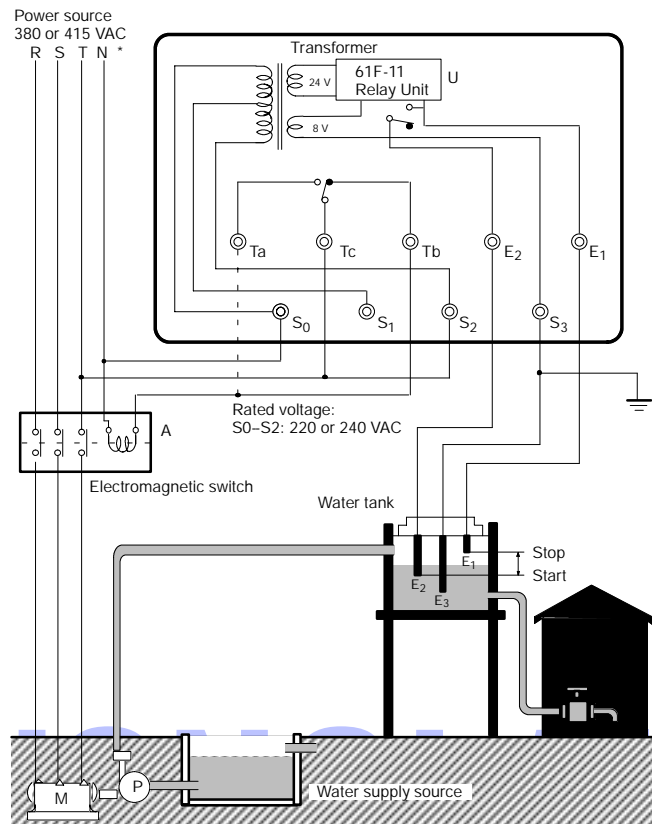 Power source
380 or 415 VAC
R S T N *
Transformer
61F-11
Relay Unit
U
24 V
8 V
Ta
Tc
Tb
E2
E1
S0
S1
S2
S3
Rated voltage:
S0–S2: 220 or 240 VAC
A
Electromagnetic switch
Water tank
E1
E2
E3
Stop
Start
M
P
Water supply source